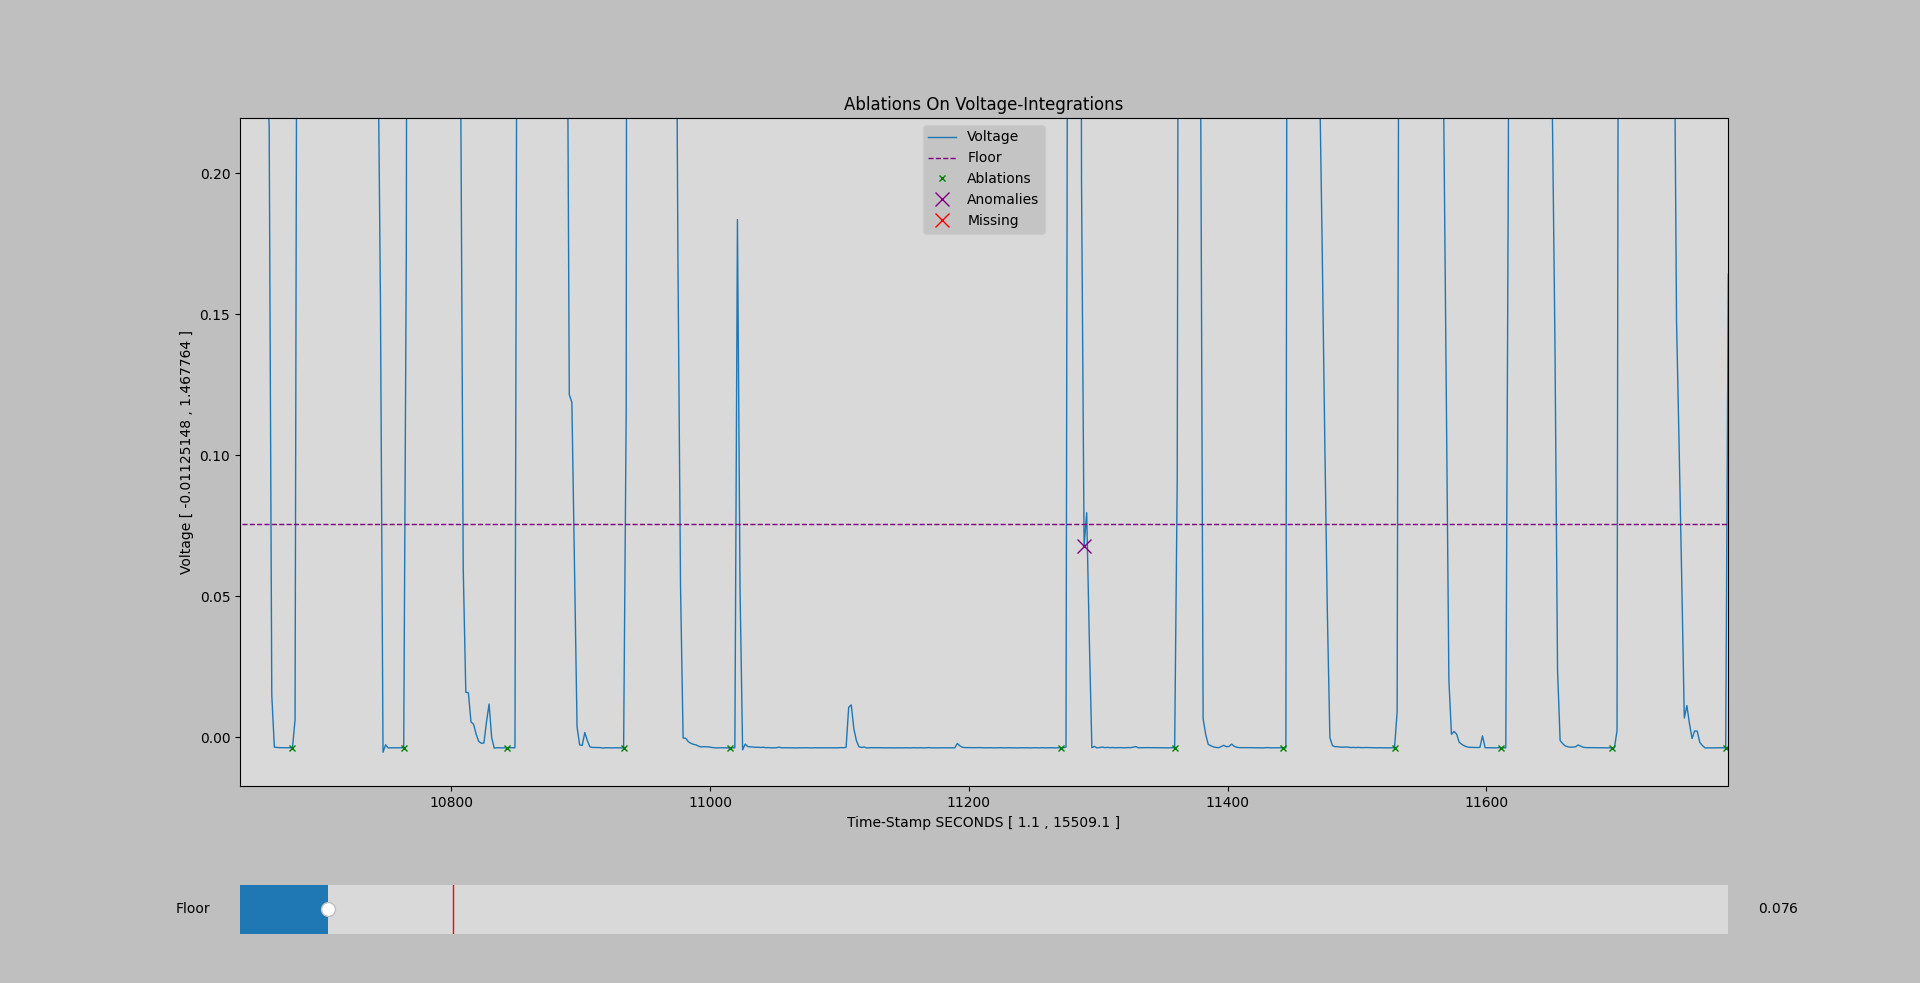 Ablations On Voltage-Integrations
Voltage
Floor
Ablations
Anomalies
Missing
0.20
0.15
0.10
0.05
0.00
Voltage [ -0.01125148 , 1.467764 ]
10800
11000
11200
11400
11600
Time-Stamp SECONDS [ 1.1 , 15509.1 ]
Floor
0.076